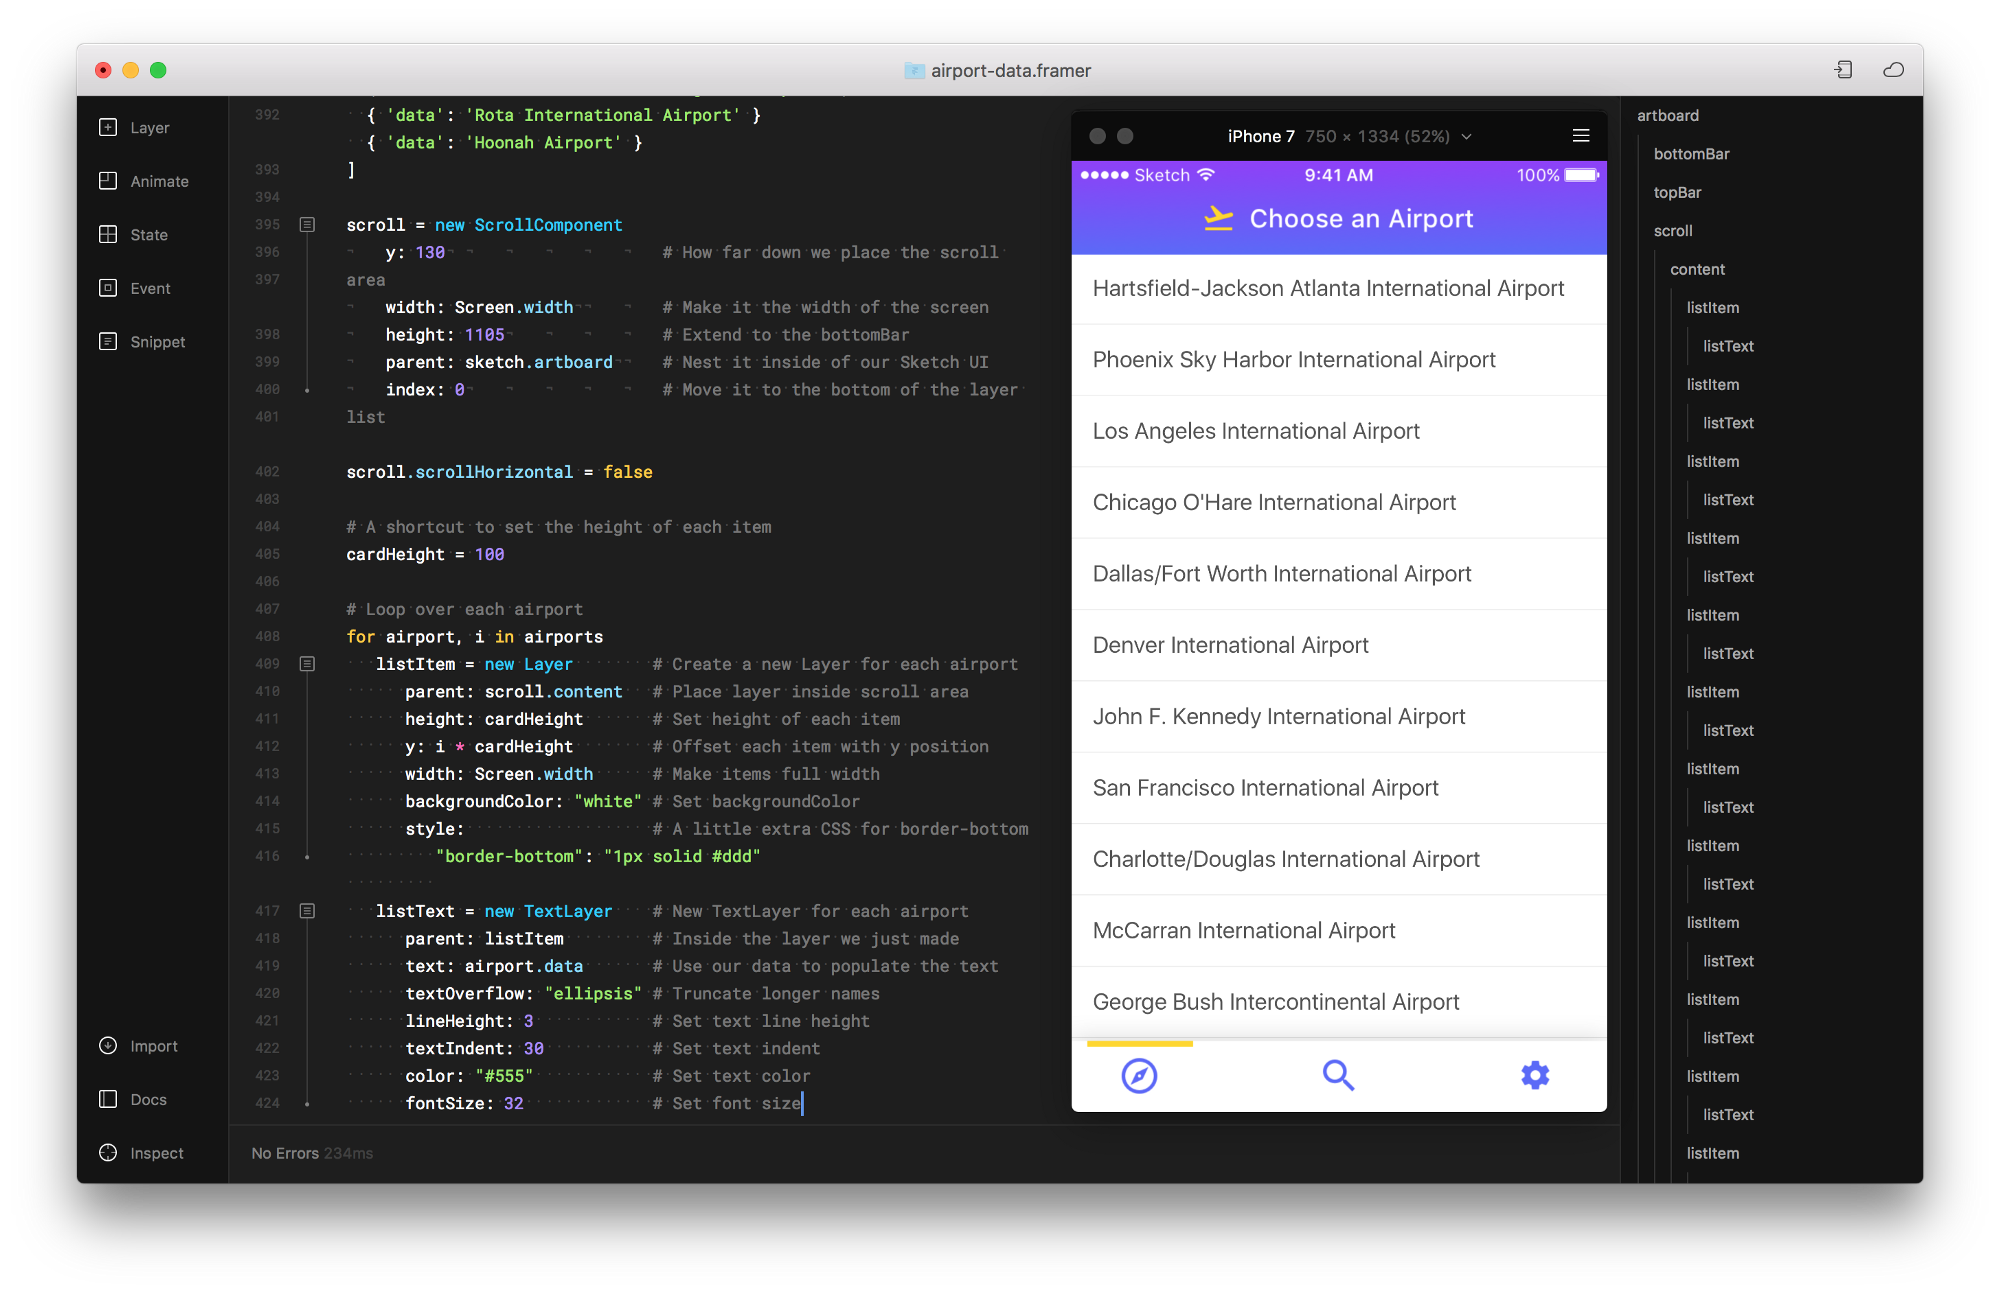 airport-data.framer
Layer
Animate
State
Event
Snippet
Import
Docs
Inspect
392 { 'data': 'Rota International Airport' }
{ 'data': 'Hoonah Airport' }
393 ]
394
395 scroll = new ScrollComponent
396 y: 130 # How far down we place the scroll
397 area
width: Screen.width # Make it the width of the screen
398 height: 1105 # Extend to the bottomBar
399 parent: sketch.artboard # Nest it inside of our Sketch UI
400 index: 0 # Move it to the bottom of the layer
401 list
402 scroll.scrollHorizontal = false
403
404 # A shortcut to set the height of each item
405 cardHeight = 100
406
407 # Loop over each airport
408 for airport, i in airports
409 listItem = new Layer # Create a new Layer for each airport
410 parent: scroll.content # Place layer inside scroll area
411 height: cardHeight # Set height of each item
412 y: i * cardHeight # Offset each item with y position
413 width: Screen.width # Make items full width
414 backgroundColor: "white" # Set backgroundColor
415 style: # A little extra CSS for border-bottom
416 "border-bottom": "1px solid #ddd"
417 listText = new TextLayer # New TextLayer for each airport
418 parent: listItem # Inside the layer we just made
419 text: airport.data # Use our data to populate the text
420 textOverflow: "ellipsis" # Truncate longer names
421 lineHeight: 3 # Set text line height
422 textIndent: 30 # Set text indent
423 color: "#555" # Set text color
424 fontSize: 32 # Set font size
No Errors 234ms
iPhone 7 750 × 1334 (52%)
Sketch 9:41 AM 100%
Choose an Airport
Hartsfield-Jackson Atlanta International Airport
Phoenix Sky Harbor International Airport
Los Angeles International Airport
Chicago O'Hare International Airport
Dallas/Fort Worth International Airport
Denver International Airport
John F. Kennedy International Airport
San Francisco International Airport
Charlotte/Douglas International Airport
McCarran International Airport
George Bush Intercontinental Airport
artboard
bottomBar
topBar
scroll
content
listItem
listText
listItem
listText
listItem
listText
listItem
listText
listItem
listText
listItem
listText
listItem
listText
listItem
listText
listItem
listText
listItem
listText
listItem
listText
listItem